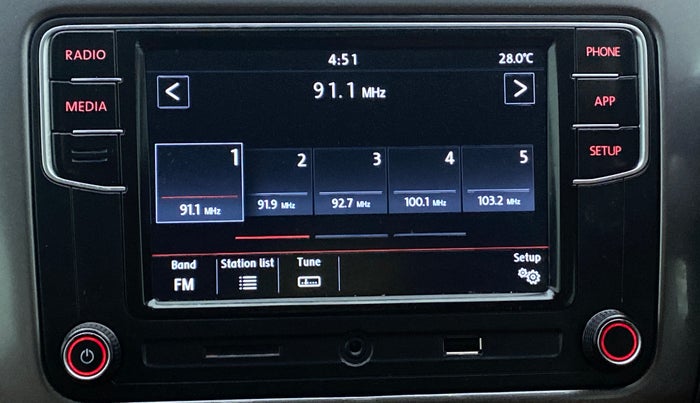 RADIO
MEDIA
4:51 28.0°C
< 91.1 MHz >
1 2 3 4 5
91.1 MHz 91.9 MHz 92.7 MHz 100.1 MHz 103.2 MHz
Band Station list Tune Setup
FM
PHONE
APP
SETUP